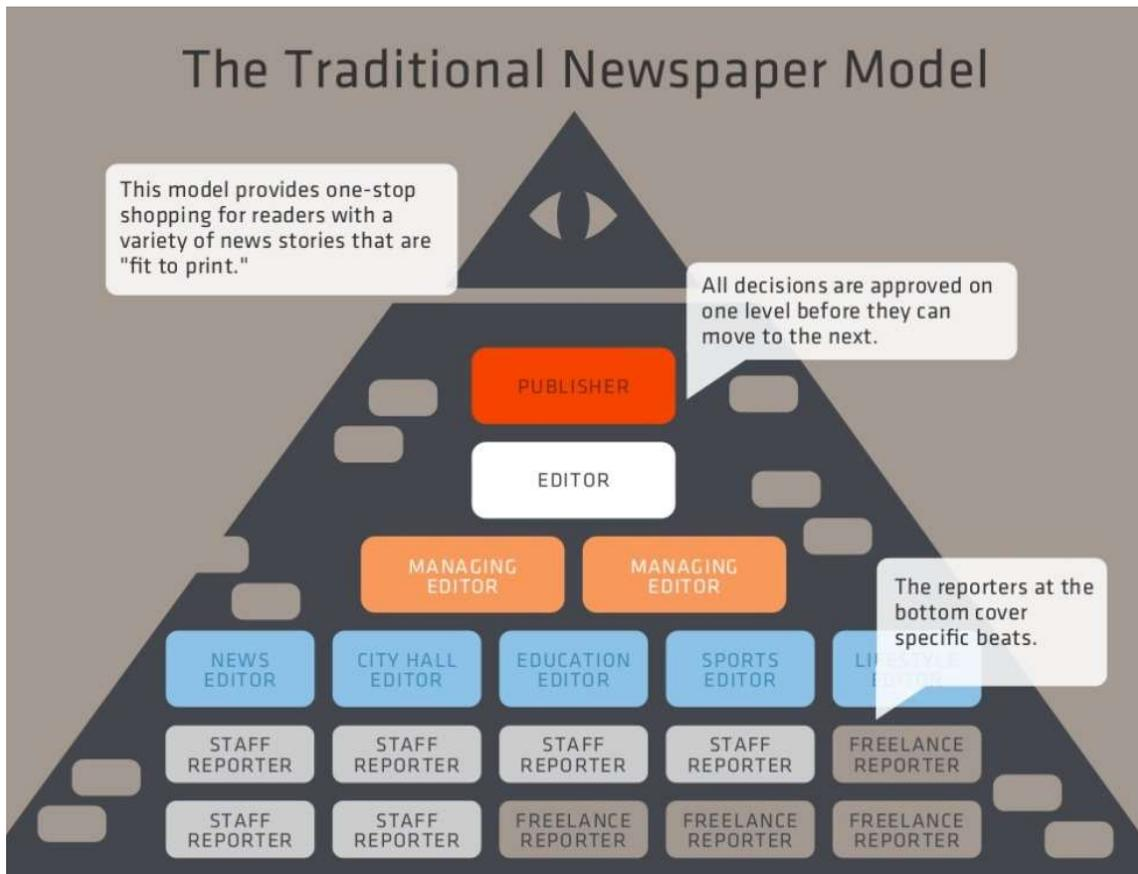 The Traditional Newspaper Model
This model provides one-stop
shopping for readers with a
variety of news stories that are
"fit to print."
All decisions are approved on
one level before they can
move to the next.
PUBLISHER
EDITOR
MANAGING
EDITOR
MANAGING
EDITOR
The reporters at the
bottom cover
specific beats.
NEWS
EDITOR
CITY HALL
EDITOR
EDUCATION
EDITOR
SPORTS
EDITOR
LIFESTYLE
EDITOR
STAFF
REPORTER
STAFF
REPORTER
STAFF
REPORTER
STAFF
REPORTER
FREELANCE
REPORTER
STAFF
REPORTER
STAFF
REPORTER
FREELANCE
REPORTER
FREELANCE
REPORTER
FREELANCE
REPORTER